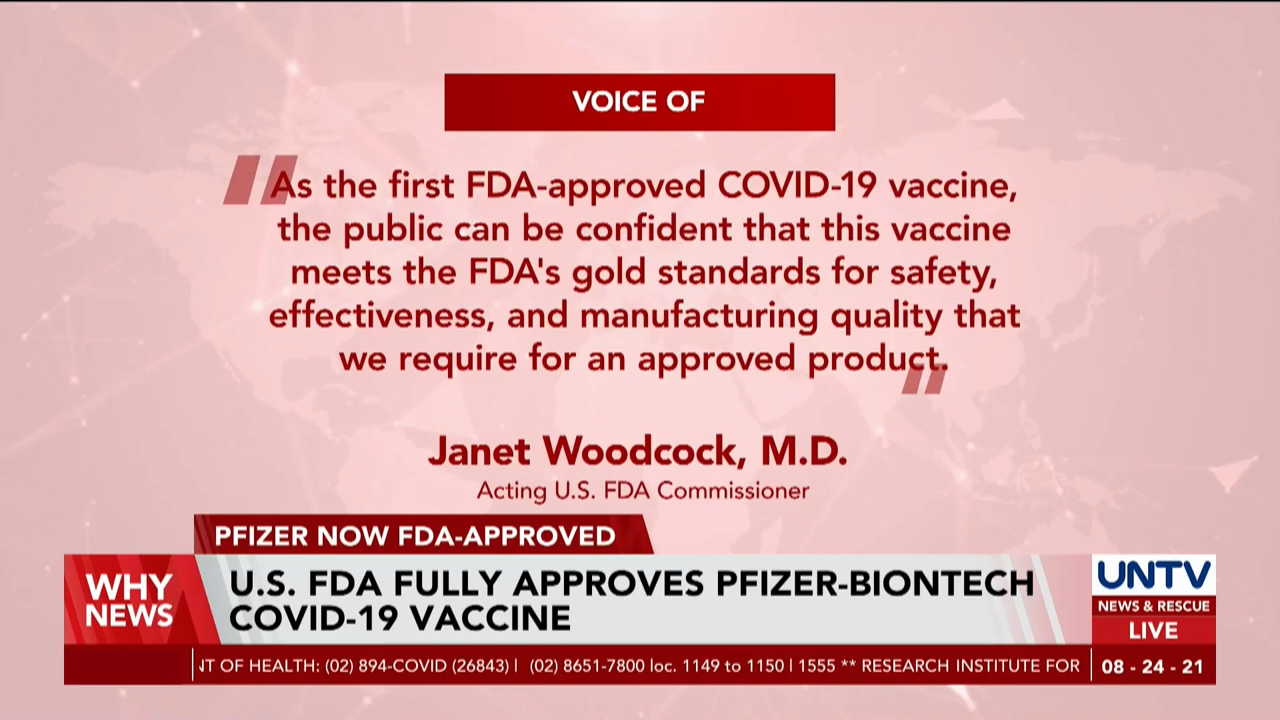 VOICE OF
"As the first FDA-approved COVID-19 vaccine,
the public can be confident that this vaccine
meets the FDA's gold standards for safety,
effectiveness, and manufacturing quality that
we require for an approved product."
Janet Woodcock, M.D.
Acting U.S. FDA Commissioner
PFIZER NOW FDA-APPROVED
WHY
NEWS
U.S. FDA FULLY APPROVES PFIZER-BIONTECH
COVID-19 VACCINE
UNTV
NEWS & RESCUE
LIVE
NT OF HEALTH: (02) 894-COVID (26843) | (02) 8651-7800 loc. 1149 to 1150 | 1555 ** RESEARCH INSTITUTE FOR
08 - 24 - 21